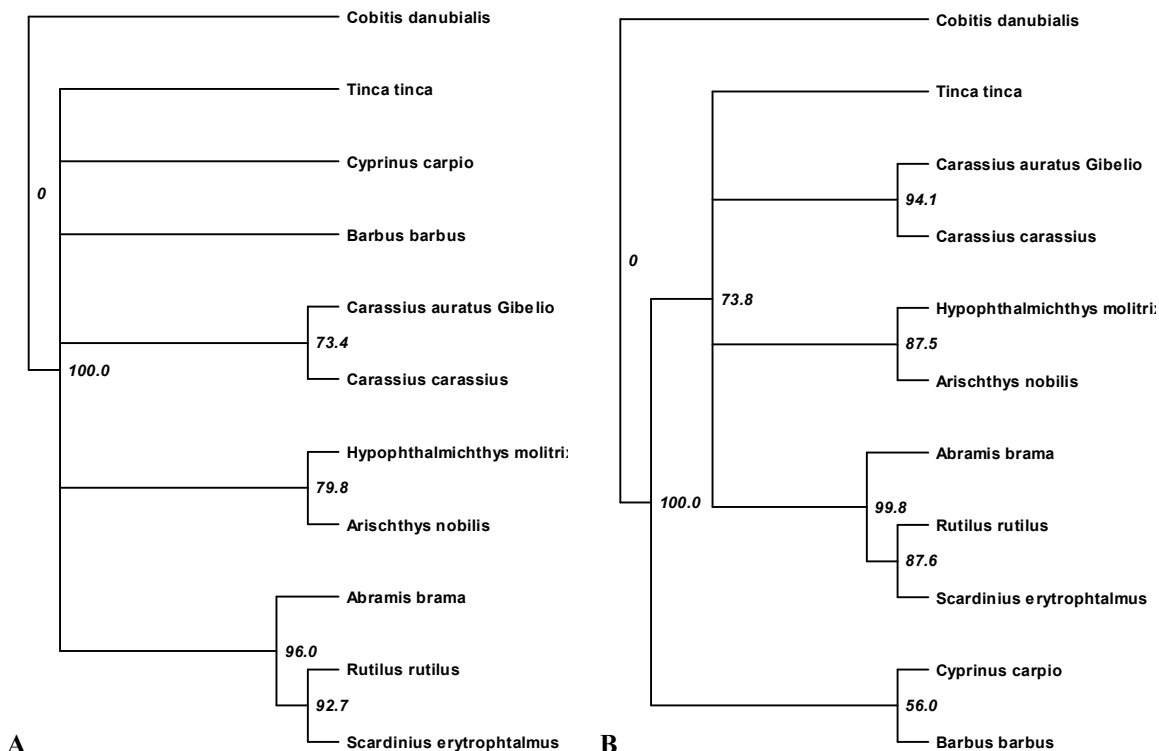 Cobitis danubialis
Tinca tinca
0
Cyprinus carpio
Barbus barbus
Carassius auratus Gibelio
73.4
100.0
Carassius carassius
Hypophthalmichthys molitrix
79.8
Arischthys nobilis
Abramis brama
96.0
Rutilus rutilus
92.7
Scardinius erytrophtalmus
A
Cobitis danubialis
Tinca tinca
Carassius auratus Gibelio
94.1
Carassius carassius
0
73.8
Hypophthalmichthys molitrix
87.5
Arischthys nobilis
Abramis brama
99.8
100.0
Rutilus rutilus
87.6
Scardinius erytrophtalmus
Cyprinus carpio
56.0
Barbus barbus
B